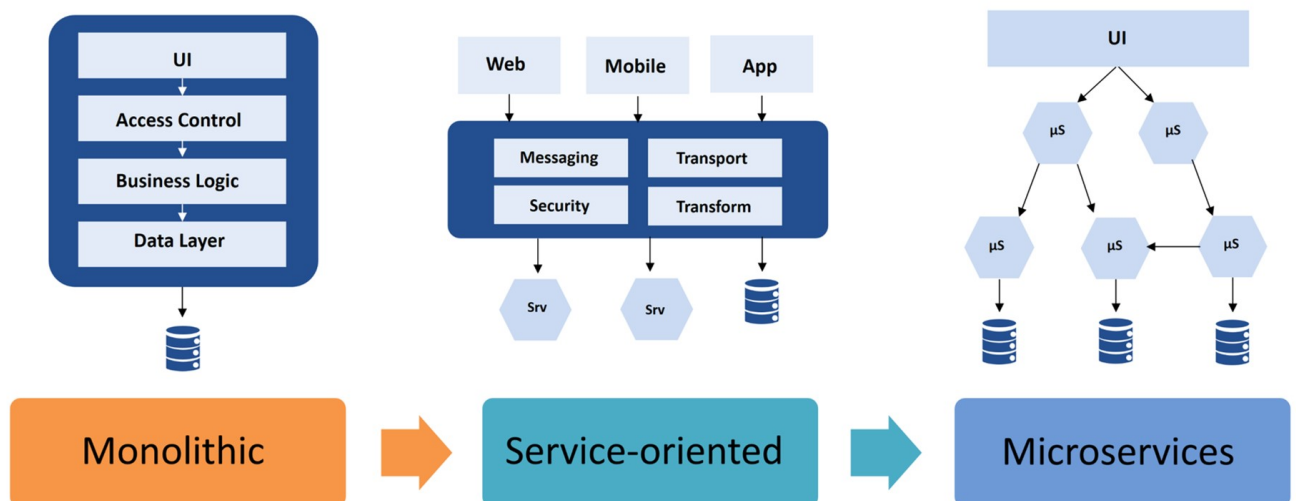 UI
Access Control
Business Logic
Data Layer
Web
Mobile
App
Messaging
Transport
Security
Transform
Srv
Srv
UI
µS
µS
µS
µS
µS
Monolithic
Service-oriented
Microservices